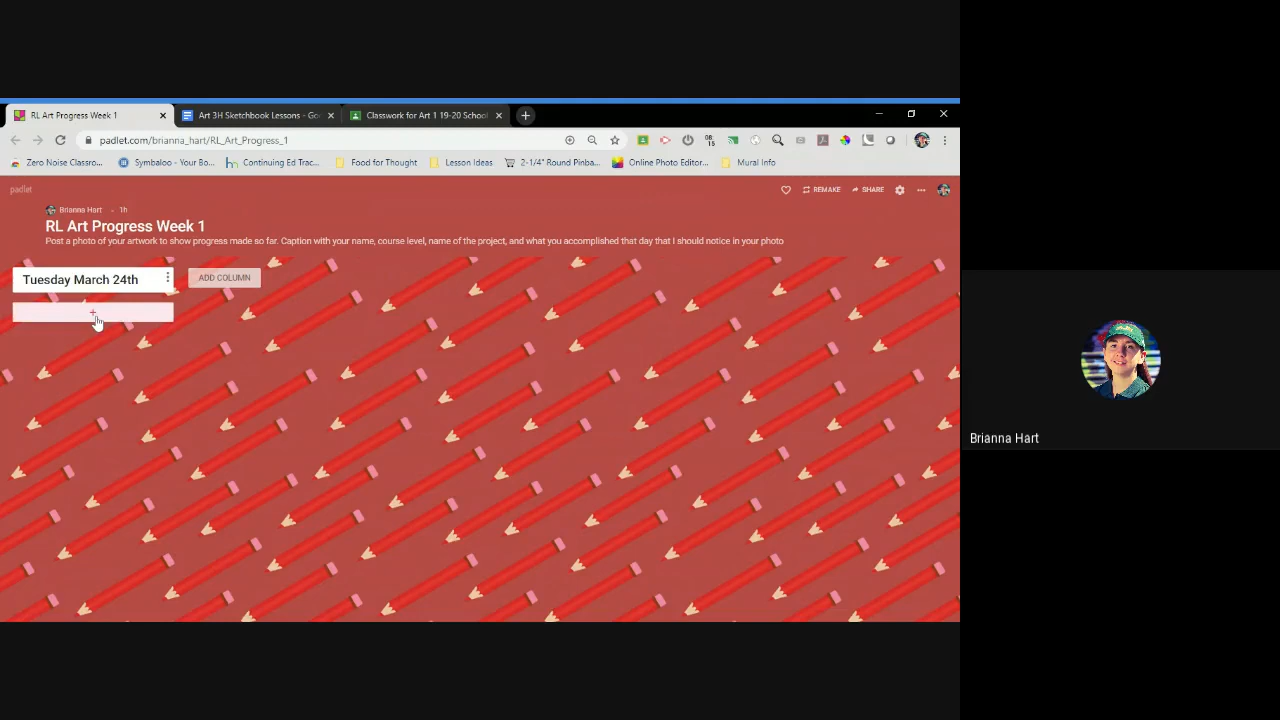 RL Art Progress Week 1
Art 3H Sketchbook Lessons - Go
Classwork for Art 1 19-20 School
padlet.com/brianna_hart/RL_Art_Progress_1
08
15
Zero Noise Classro...
Symbaloo - Your Bo...
Continuing Ed Trac...
Food for Thought
Lesson Ideas
2-1/4" Round Pinba...
Online Photo Editor...
Mural Info
padlet
REMAKE
SHARE
Brianna Hart
1h
RL Art Progress Week 1
Post a photo of your artwork to show progress made so far. Caption with your name, course level, name of the project, and what you accomplished that day that I should notice in your photo
Tuesday March 24th
ADD COLUMN
Brianna Hart